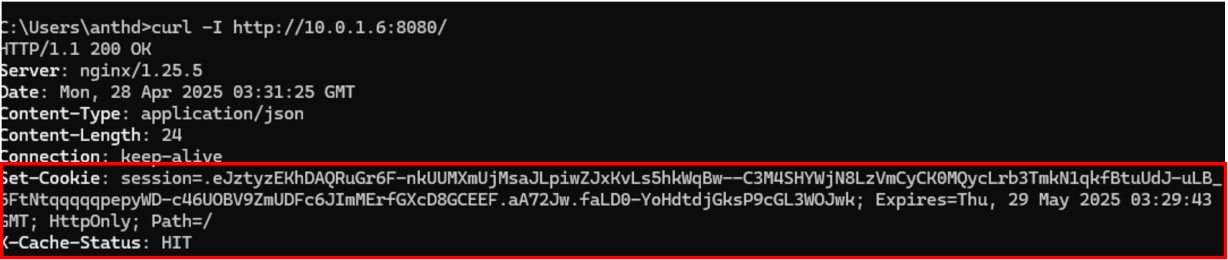 C:\Users\anthd>curl -I http://10.0.1.6:8080/
HTTP/1.1 200 OK
Server: nginx/1.25.5
Date: Mon, 28 Apr 2025 03:31:25 GMT
Content-Type: application/json
Content-Length: 24
Connection: keep-alive
Set-Cookie: session=.eJztyzEKhDAQRuGr6F-nkUUMXmUjMsaJLpiwZJxKvLs5hkWqBw--C3M4SHYWjN8LzVmCyCK0MQycLrb3TmkN1qkfBtuUdJ-uLB_
6FtNtqqqqqpepyWD-c46UOBV9ZmUDFc6JImMErfGXcD8GCEEF.aA72Jw.faLD0-YoHdtdjGksP9cGL3WOJwk; Expires=Thu, 29 May 2025 03:29:43
GMT; HttpOnly; Path=/
X-Cache-Status: HIT